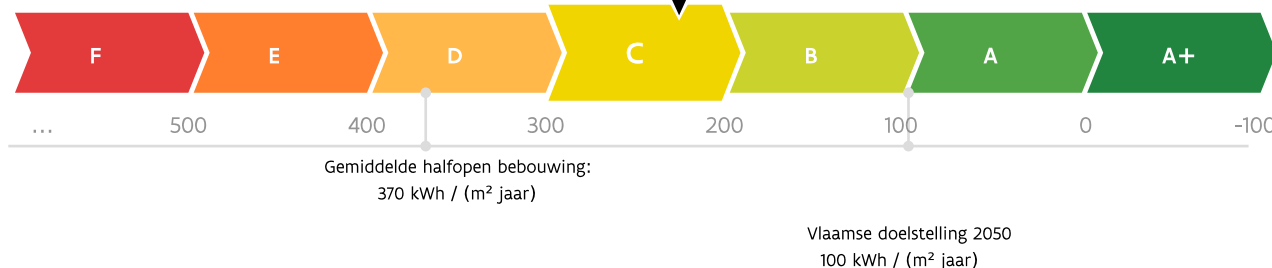 F E D C B A A+
... 500 400 300 200 100 0 -100
Gemiddelde halfopen bebouwing:
370 kWh / (m² jaar)
Vlaamse doelstelling 2050
100 kWh / (m² jaar)